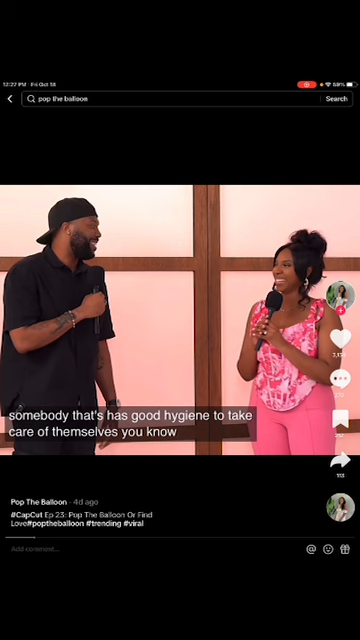 12:27 PM Fri Oct 18
59%
pop the balloon
Search
somebody that's has good hygiene to take
care of themselves you know
113
Pop The Balloon · 4d ago
#CapCut Ep 23: Pop The Balloon Or Find
Love#poptheballoon #trending #viral
Add comment...